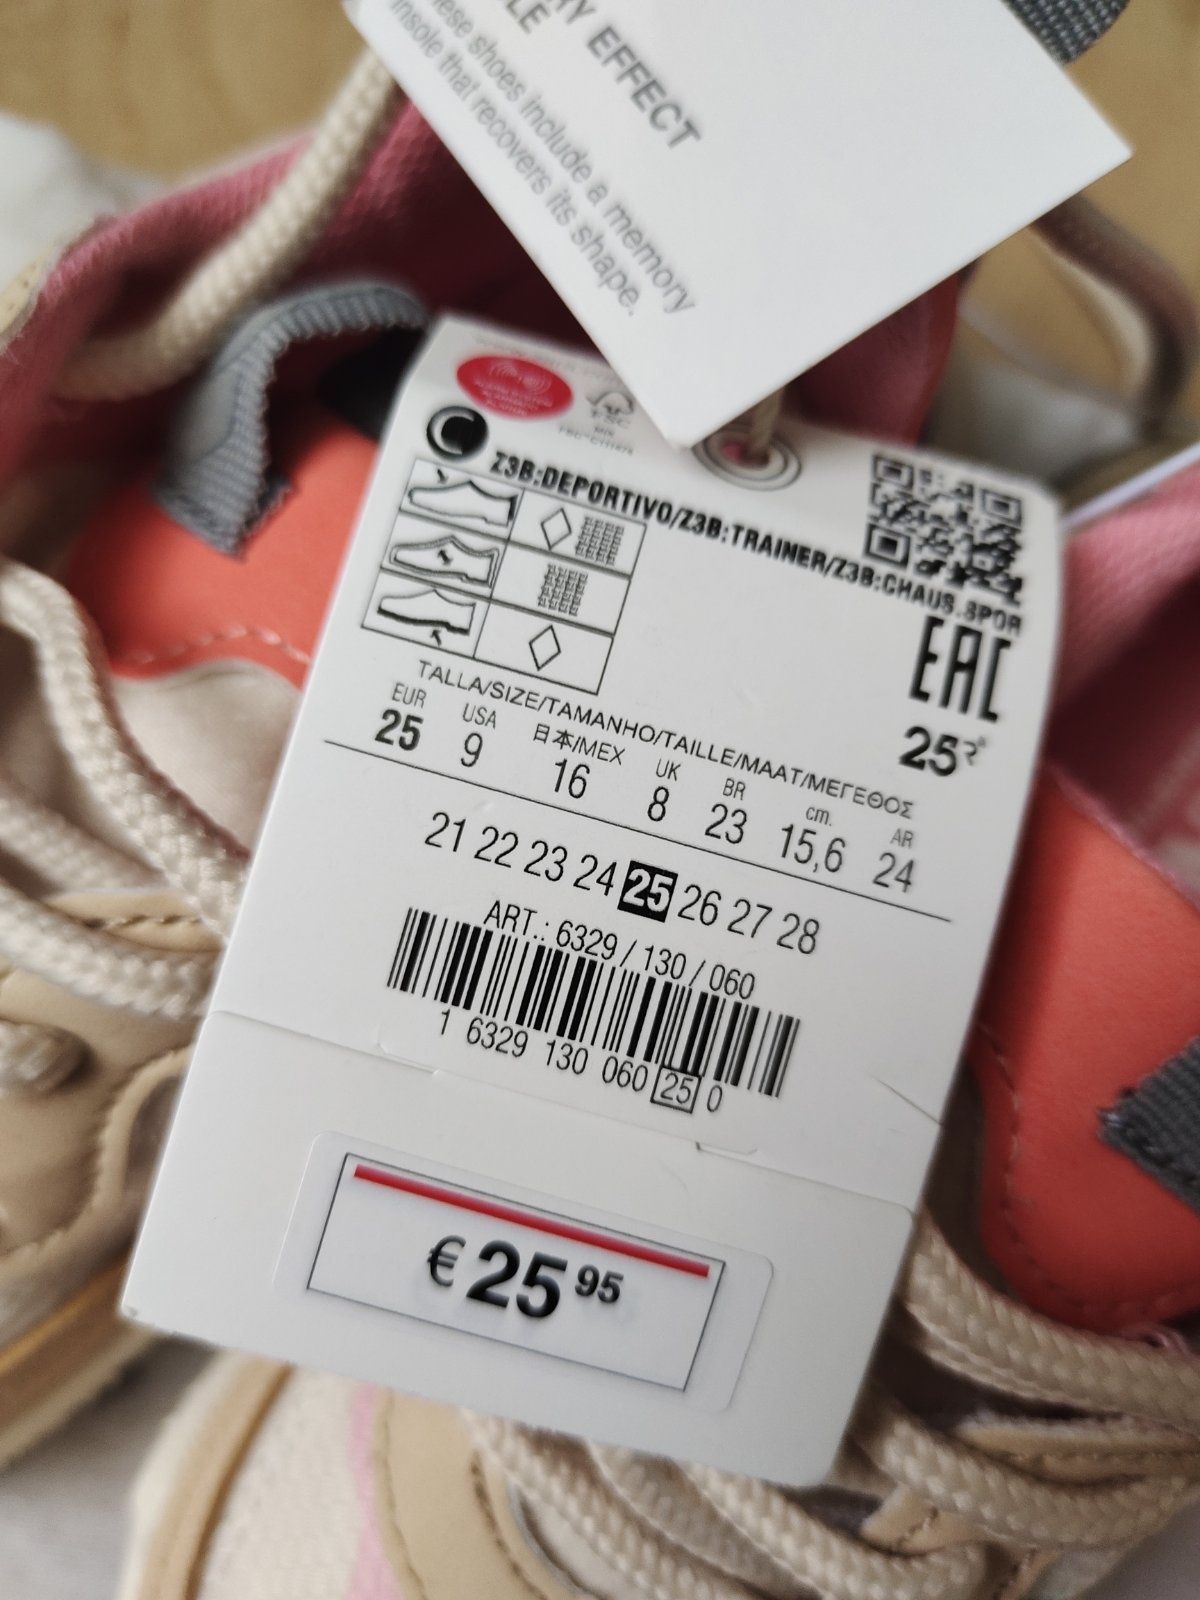 RY EFFECT
These shoes include a memory
insole that recovers its shape.
FSC
Z3B:DEPORTIVO/Z3B:TRAINER/Z3B:CHAUS.SPOR
EAC
25
TALLA/SIZE/TAMANHO/TAILLE/MAAT/ΜΕΓΕΘΟΣ
EUR USA 日本/MEX UK BR cm. AR
25 9 16 8 23 15,6 24
21 22 23 24 25 26 27 28
ART.: 6329 / 130 / 060
1 6329 130 060 25 0
€ 25 95